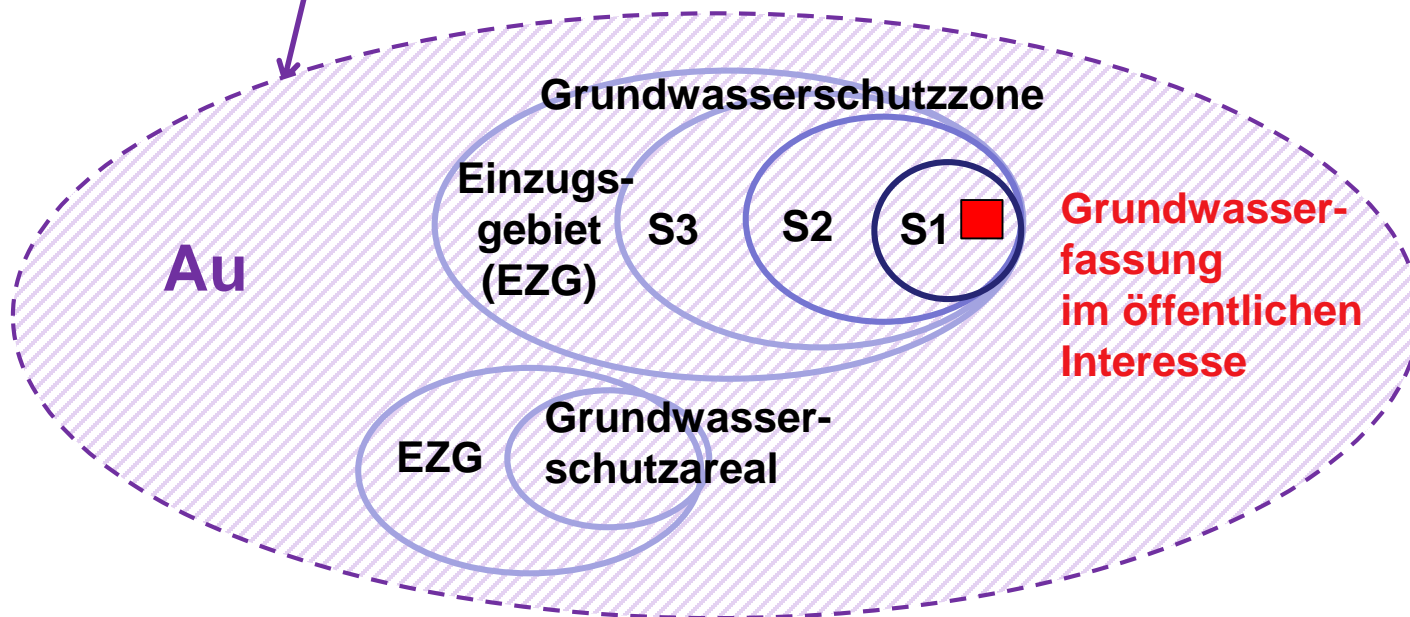 Grundwasserschutzzone
Einzugs-
gebiet
(EZG)
S3
S2
S1
Grundwasser-
fassung
im öffentlichen
Interesse
Au
EZG
Grundwasser-
schutzareal